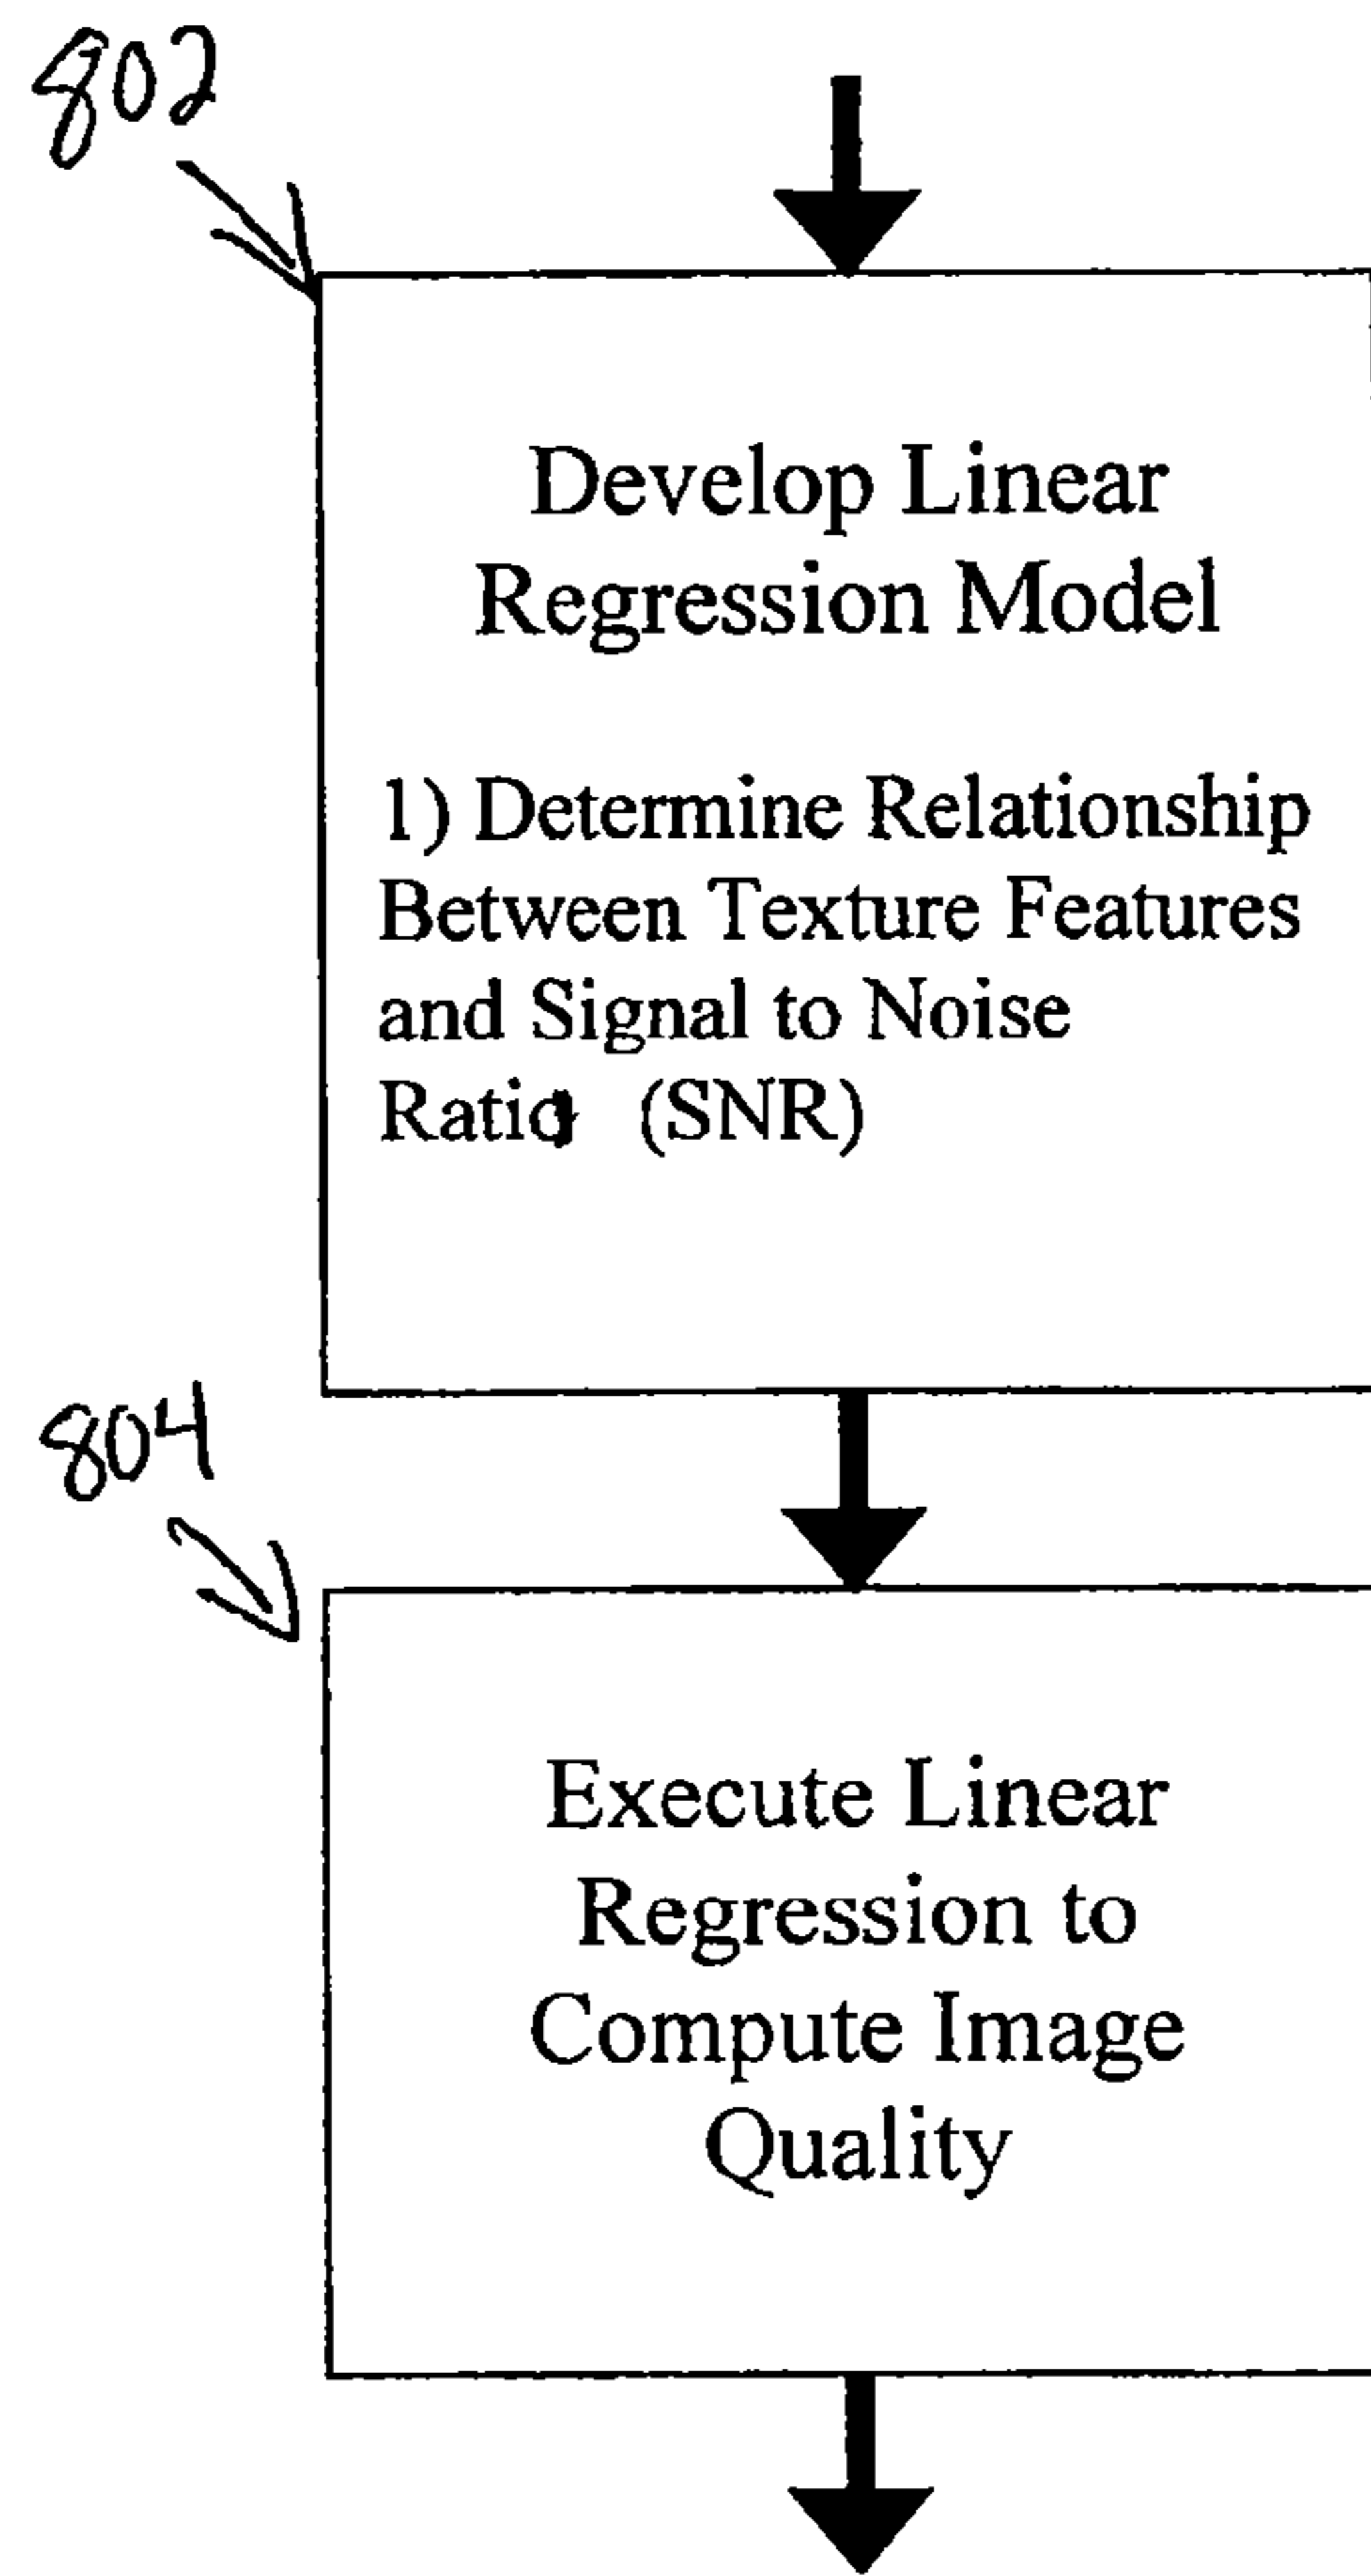 802
Develop Linear
Regression Model
1) Determine Relationship
Between Texture Features
and Signal to Noise
Ratio (SNR)
804
Execute Linear
Regression to
Compute Image
Quality